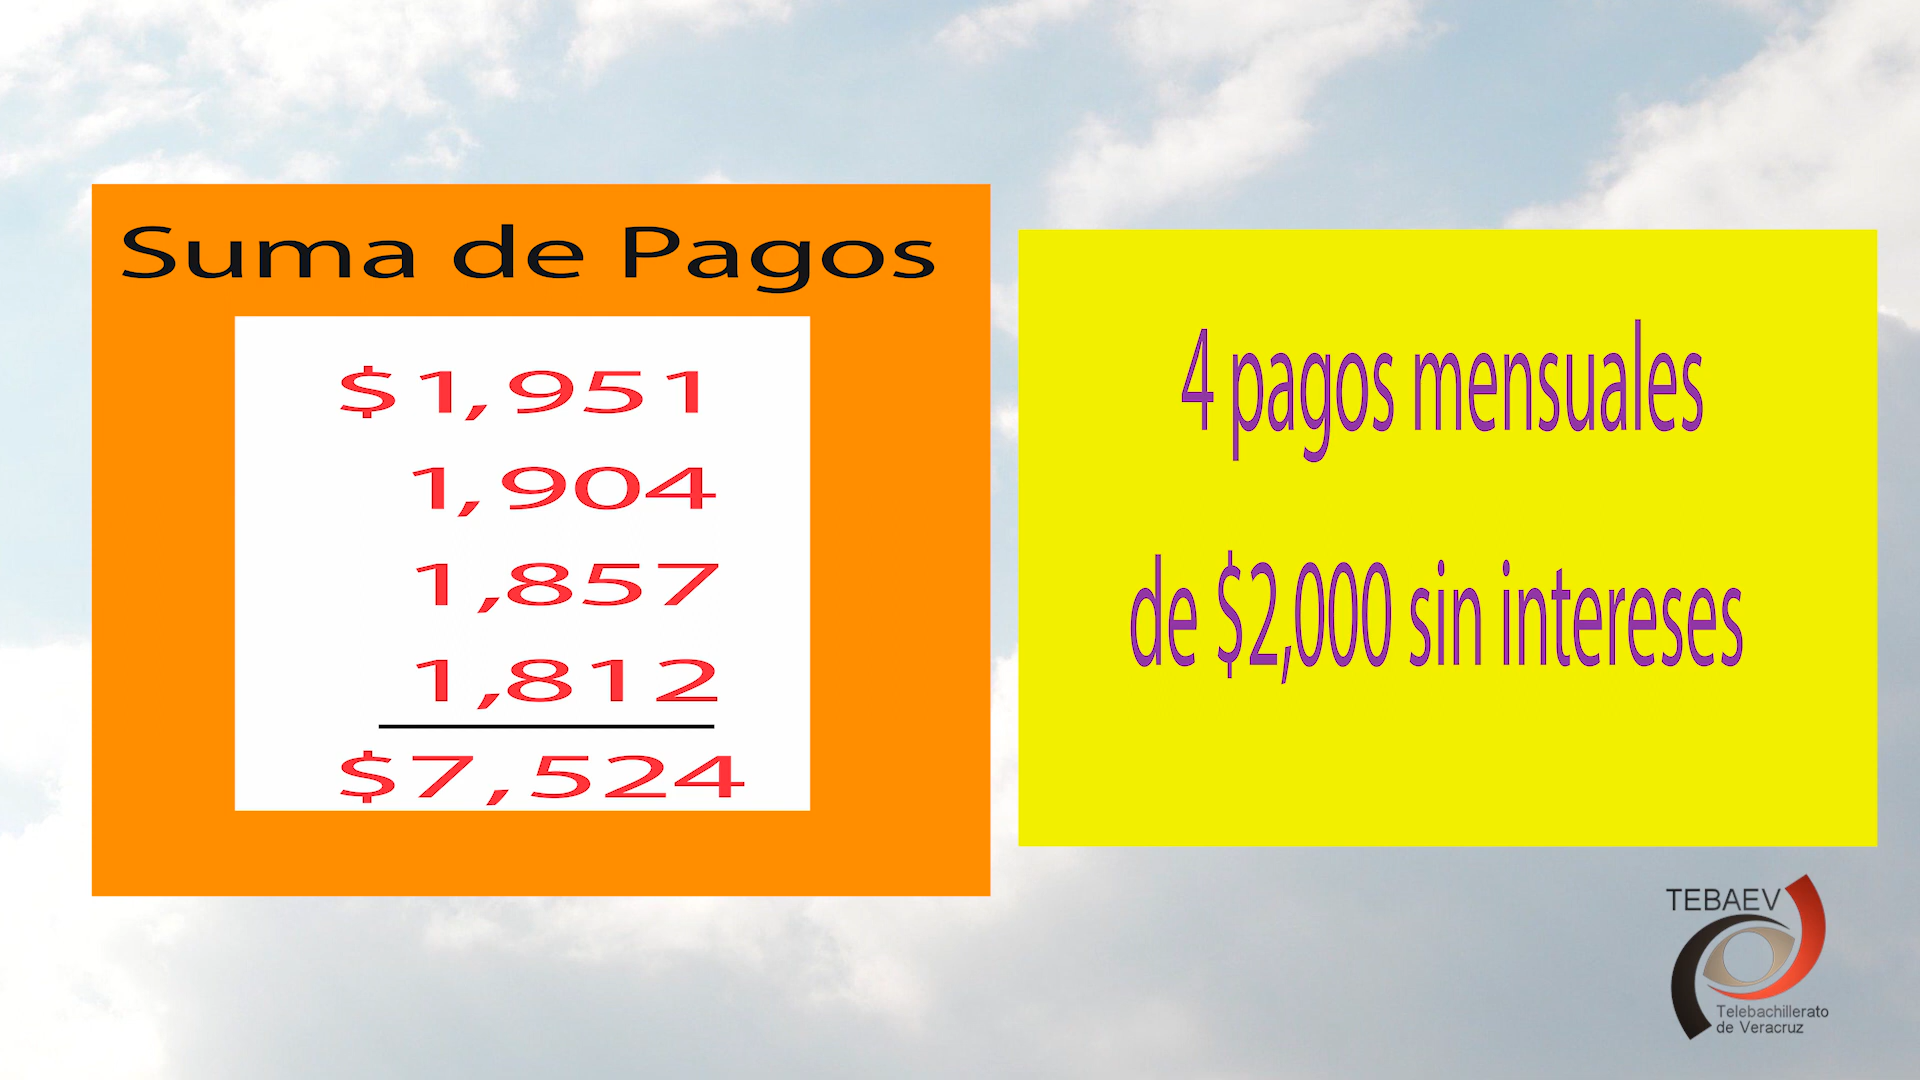 Suma de Pagos
$1,951
1,904
1,857
1,812
$7,524
4 pagos mensuales
de $2,000 sin intereses
TEBAEV
Telebachillerato
de Veracruz